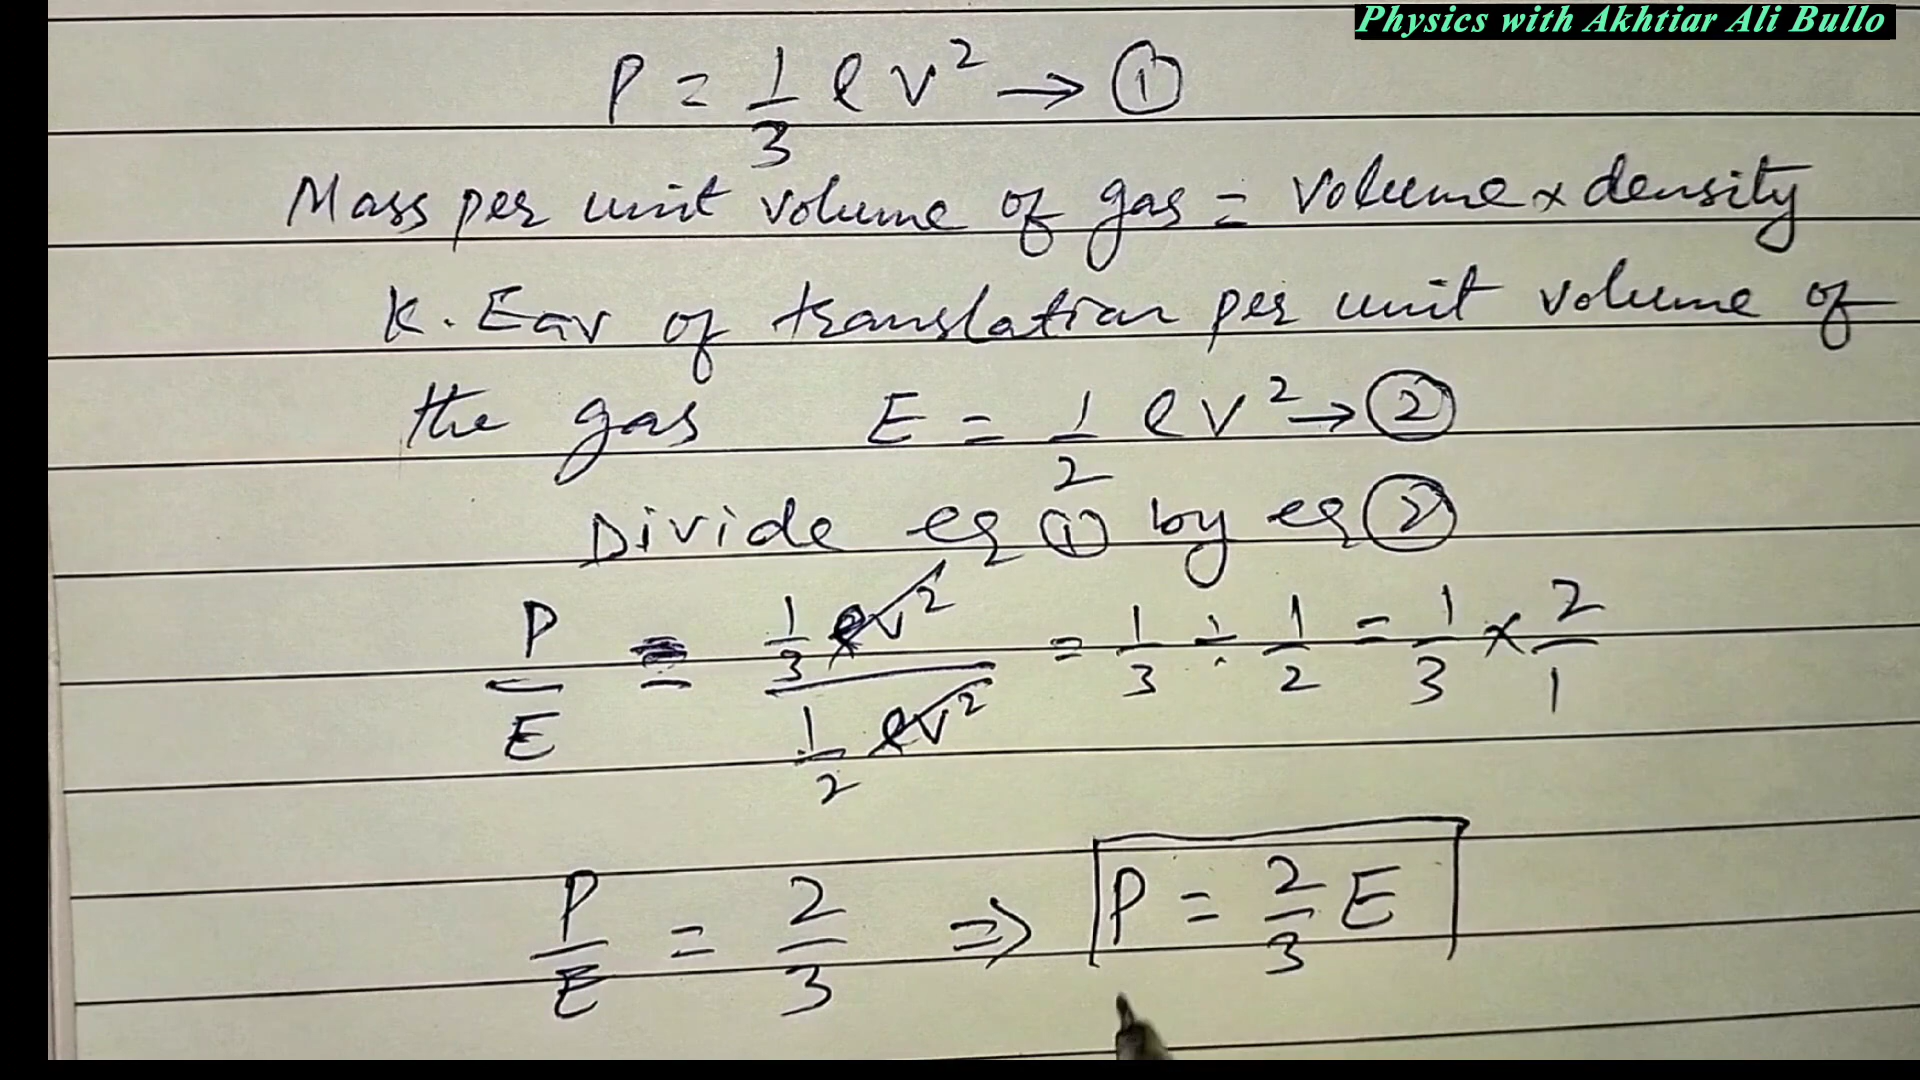 Physics with Akhtiar Ali Bullo
P = 1/3 ρ v² → ①
Mass per unit volume of gas = volume × density
K. Eav of translation per unit volume of
the gas E = 1/2 ρ v² → ②
Divide eq ① by eq ②
P/E = (1/3 ρv²)/(1/2 ρv²) = 1/3 ÷ 1/2 = 1/3 × 2/1
P/E = 2/3 ⇒ P = 2/3 E